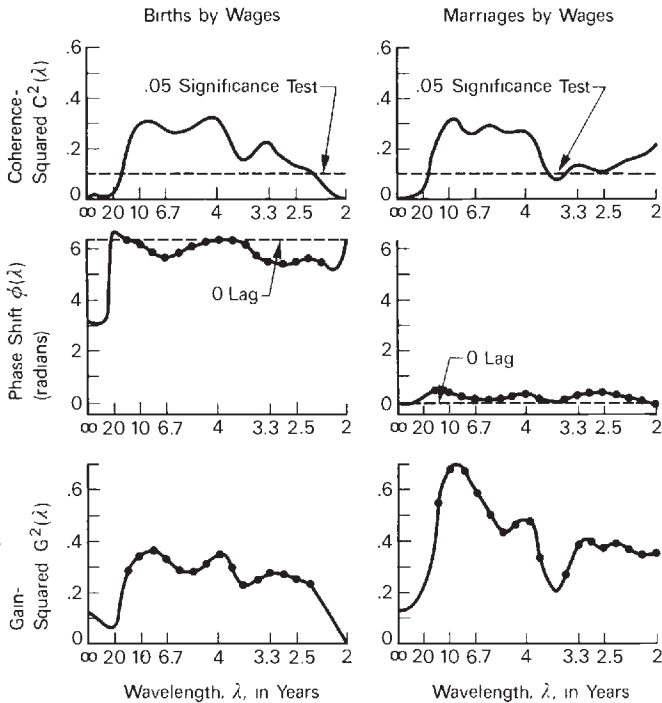 Births by Wages
Marriages by Wages
Coherence-
Squared C²(λ)
.6
.4
.2
0
.05 Significance Test
∞ 20 10 6.7 4 3.3 2.5 2
.6
.4
.2
0
.05 Significance Test
∞ 20 10 6.7 4 3.3 2.5 2
Phase Shift ϕ(λ)
(radians)
6
4
2
0
0 Lag
∞ 20 10 6.7 4 3.3 2.5 2
6
4
2
0
0 Lag
∞ 20 10 6.7 4 3.3 2.5 2
Gain-
Squared G²(λ)
.6
.4
.2
0
∞ 20 10 6.7 4 3.3 2.5 2
.6
.4
.2
0
∞ 20 10 6.7 4 3.3 2.5 2
Wavelength, λ, in Years
Wavelength, λ, in Years